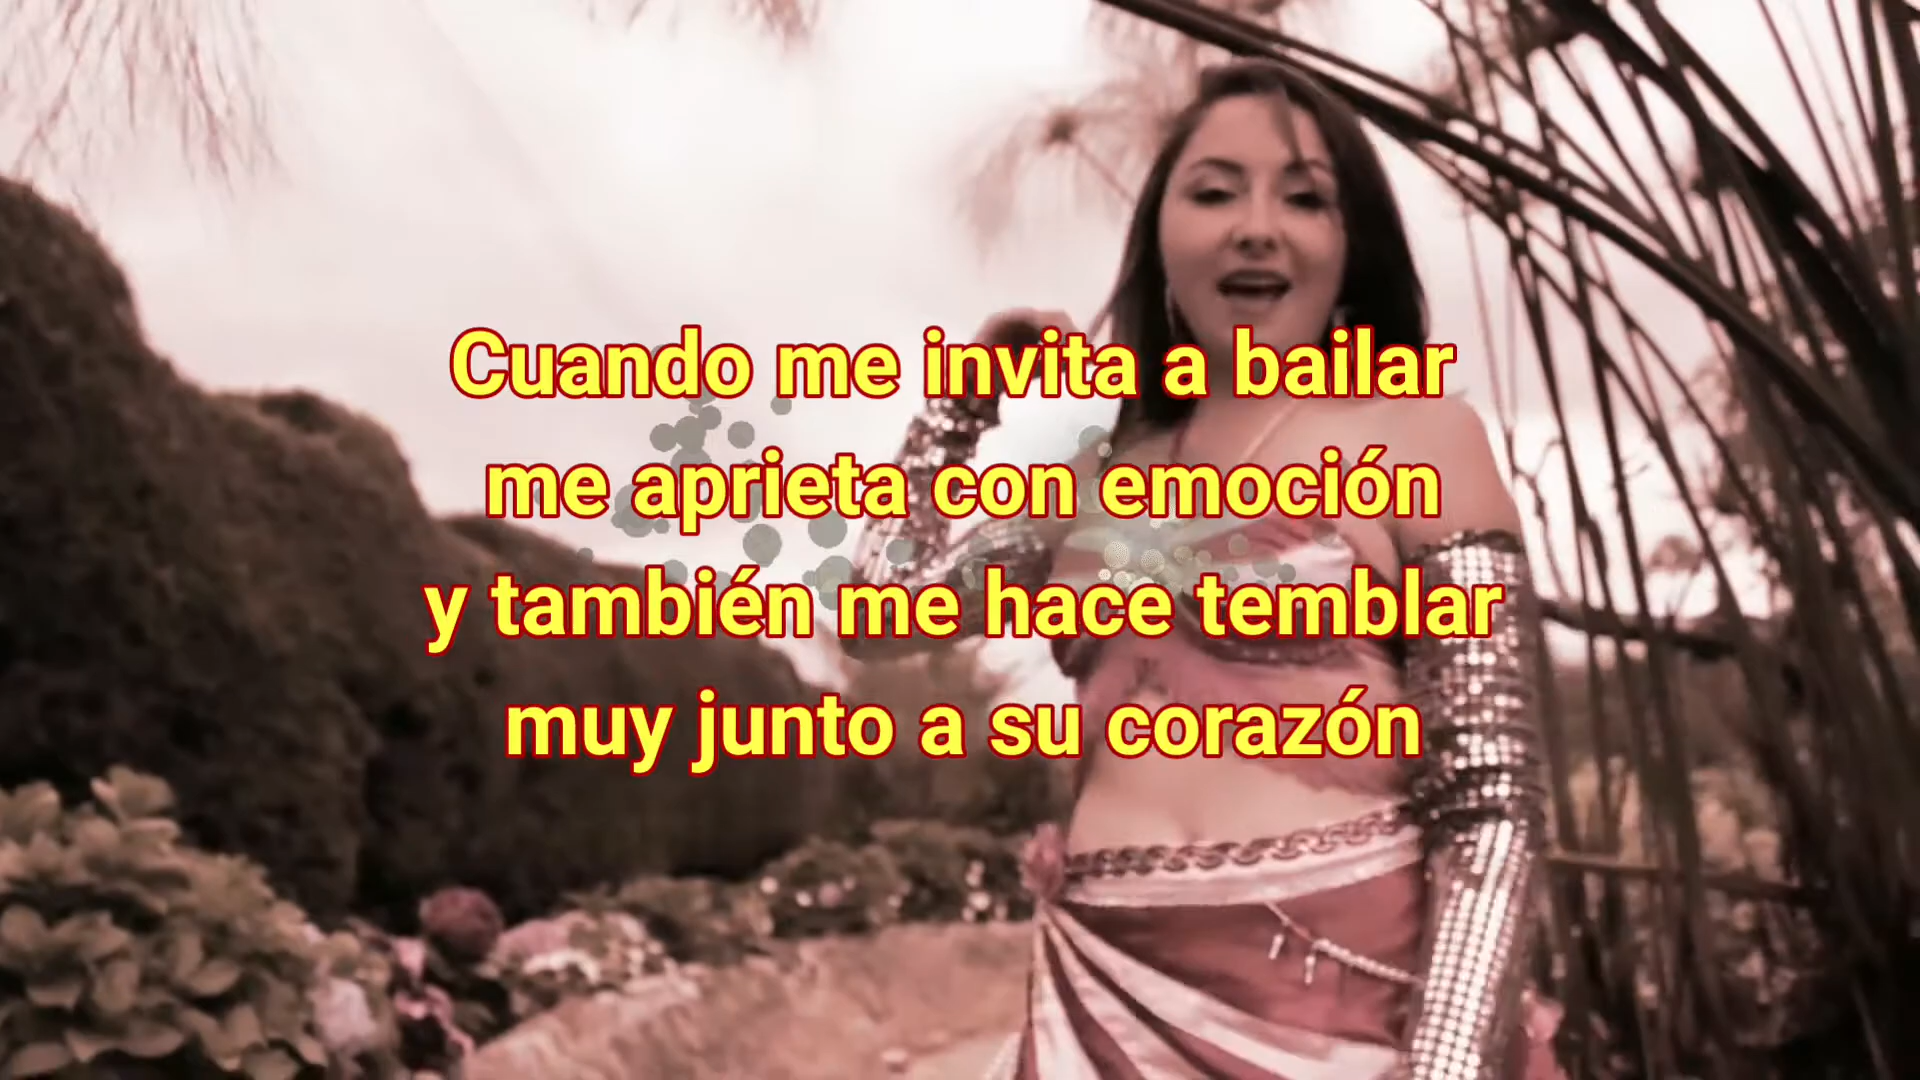 Cuando me invita a bailar
me aprieta con emoción
y también me hace temblar
muy junto a su corazón